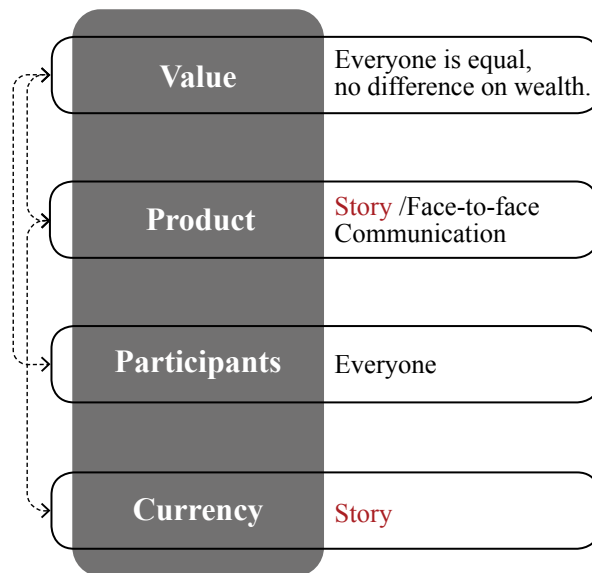 Value
Everyone is equal,
no difference on wealth.
Product
Story /Face-to-face
Communication
Participants
Everyone
Currency
Story